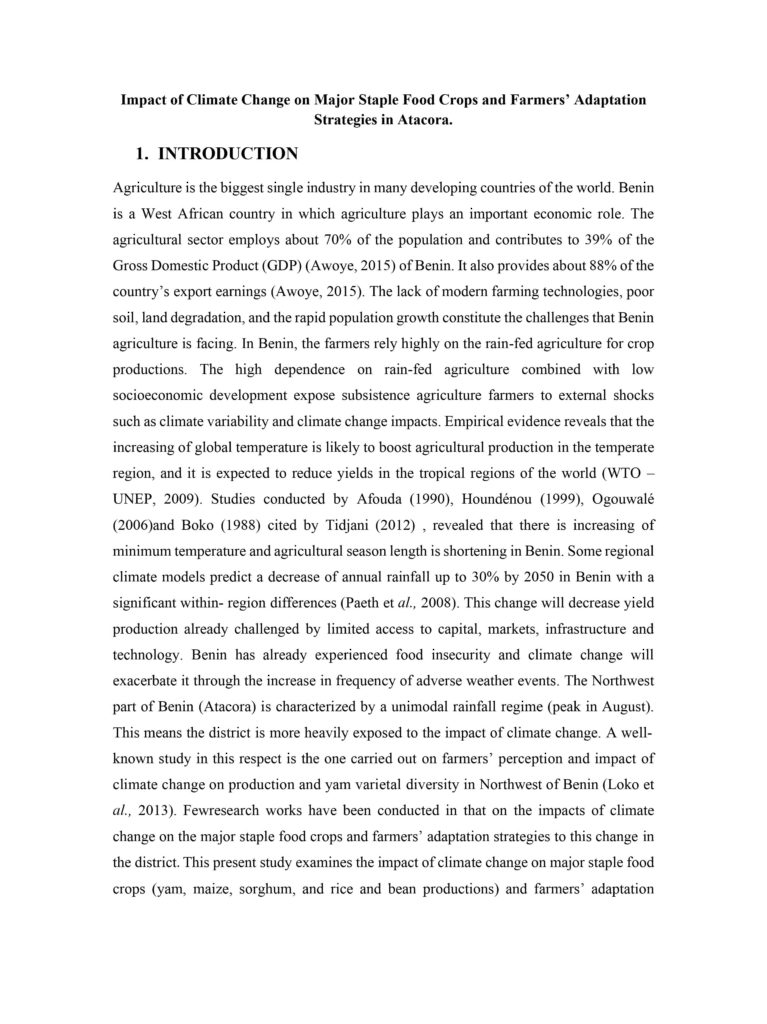 Impact of Climate Change on Major Staple Food Crops and Farmers’ Adaptation
Strategies in Atacora.
1. INTRODUCTION
Agriculture is the biggest single industry in many developing countries of the world. Benin
is a West African country in which agriculture plays an important economic role. The
agricultural sector employs about 70% of the population and contributes to 39% of the
Gross Domestic Product (GDP) (Awoye, 2015) of Benin. It also provides about 88% of the
country’s export earnings (Awoye, 2015). The lack of modern farming technologies, poor
soil, land degradation, and the rapid population growth constitute the challenges that Benin
agriculture is facing. In Benin, the farmers rely highly on the rain-fed agriculture for crop
productions. The high dependence on rain-fed agriculture combined with low
socioeconomic development expose subsistence agriculture farmers to external shocks
such as climate variability and climate change impacts. Empirical evidence reveals that the
increasing of global temperature is likely to boost agricultural production in the temperate
region, and it is expected to reduce yields in the tropical regions of the world (WTO –
UNEP, 2009). Studies conducted by Afouda (1990), Houndénou (1999), Ogouwalé
(2006)and Boko (1988) cited by Tidjani (2012) , revealed that there is increasing of
minimum temperature and agricultural season length is shortening in Benin. Some regional
climate models predict a decrease of annual rainfall up to 30% by 2050 in Benin with a
significant within- region differences (Paeth et al., 2008). This change will decrease yield
production already challenged by limited access to capital, markets, infrastructure and
technology. Benin has already experienced food insecurity and climate change will
exacerbate it through the increase in frequency of adverse weather events. The Northwest
part of Benin (Atacora) is characterized by a unimodal rainfall regime (peak in August).
This means the district is more heavily exposed to the impact of climate change. A well-
known study in this respect is the one carried out on farmers’ perception and impact of
climate change on production and yam varietal diversity in Northwest of Benin (Loko et
al., 2013). Fewresearch works have been conducted in that on the impacts of climate
change on the major staple food crops and farmers’ adaptation strategies to this change in
the district. This present study examines the impact of climate change on major staple food
crops (yam, maize, sorghum, and rice and bean productions) and farmers’ adaptation